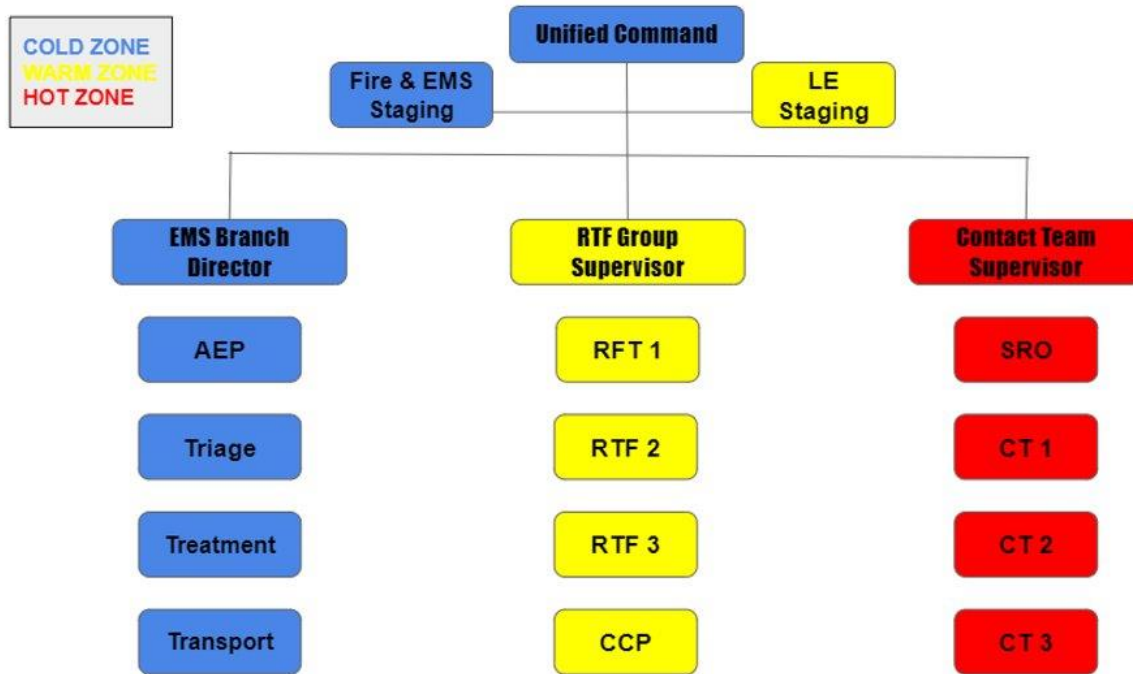 COLD ZONE
WARM ZONE
HOT ZONE
Unified Command
Fire & EMS
Staging
LE
Staging
EMS Branch
Director
RTF Group
Supervisor
Contact Team
Supervisor
AEP
RFT 1
SRO
Triage
RTF 2
CT 1
Treatment
RTF 3
CT 2
Transport
CCP
CT 3